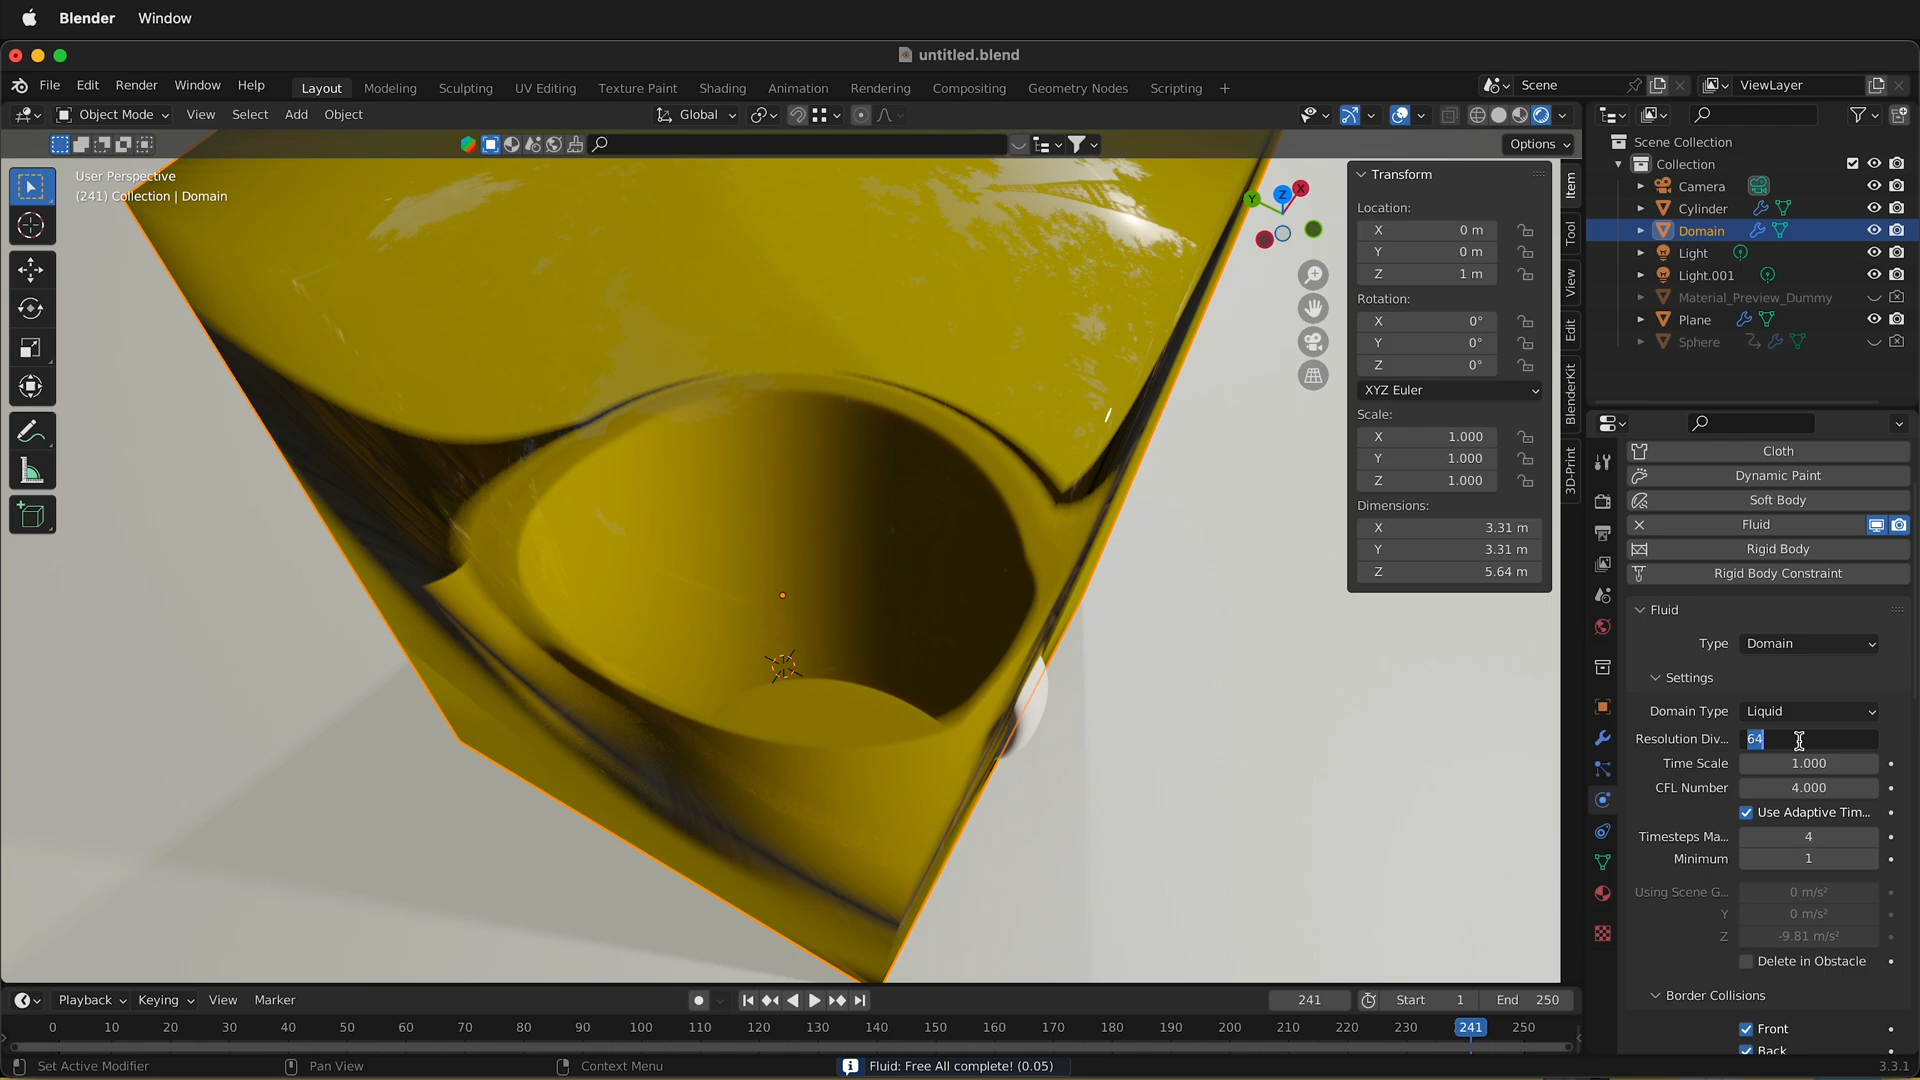 Blender Window
untitled.blend
File Edit Render Window Help Layout Modeling Sculpting UV Editing Texture Paint Shading Animation Rendering Compositing Geometry Nodes Scripting + Scene ViewLayer
Object Mode View Select Add Object Global
Options
User Perspective
(241) Collection | Domain
Z X Y
Transform
Location:
X 0 m
Y 0 m
Z 1 m
Rotation:
X 0°
Y 0°
Z 0°
XYZ Euler
Scale:
X 1.000
Y 1.000
Z 1.000
Dimensions:
X 3.31 m
Y 3.31 m
Z 5.64 m
Item
Tool
View
Edit
BlenderKit
3D-Print
Scene Collection
Collection
Camera
Cylinder
Domain
Light
Light.001
Material_Preview_Dummy
Plane
Sphere
Cloth
Dynamic Paint
Soft Body
Fluid
Rigid Body
Rigid Body Constraint
Fluid
Type Domain
Settings
Domain Type Liquid
Resolution Div... 64
Time Scale 1.000
CFL Number 4.000
Use Adaptive Tim...
Timesteps Ma... 4
Minimum 1
Using Scene G... 0 m/s²
Y 0 m/s²
Z -9.81 m/s²
Delete in Obstacle
Border Collisions
Front
Back
Playback Keying View Marker 241 Start 1 End 250
0 10 20 30 40 50 60 70 80 90 100 110 120 130 140 150 160 170 180 190 200 210 220 230 241 250
Set Active Modifier Pan View Context Menu Fluid: Free All complete! (0.05) 3.3.1